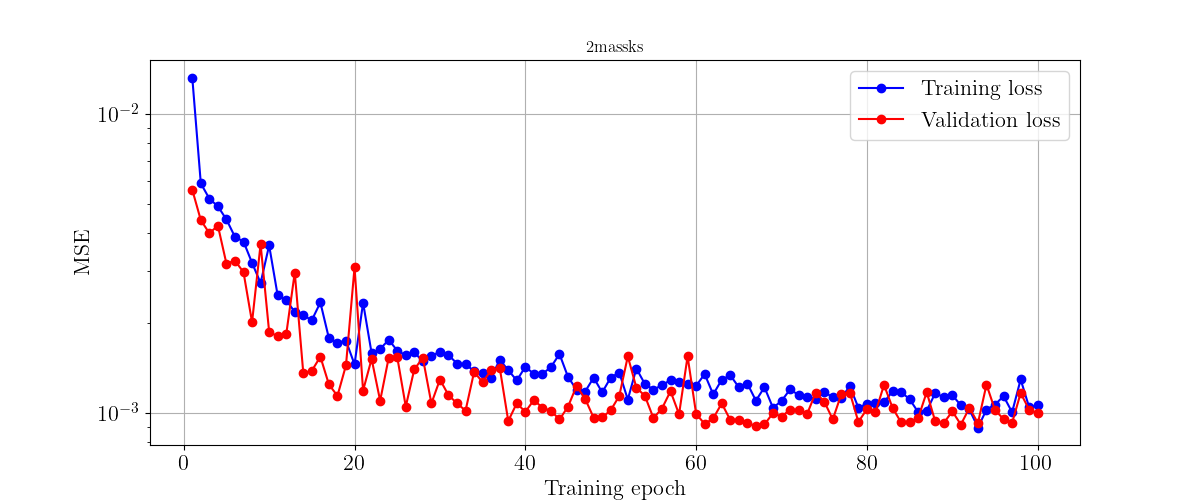 2massks
Training loss
Validation loss
10⁻²
10⁻³
MSE
0 20 40 60 80 100
Training epoch